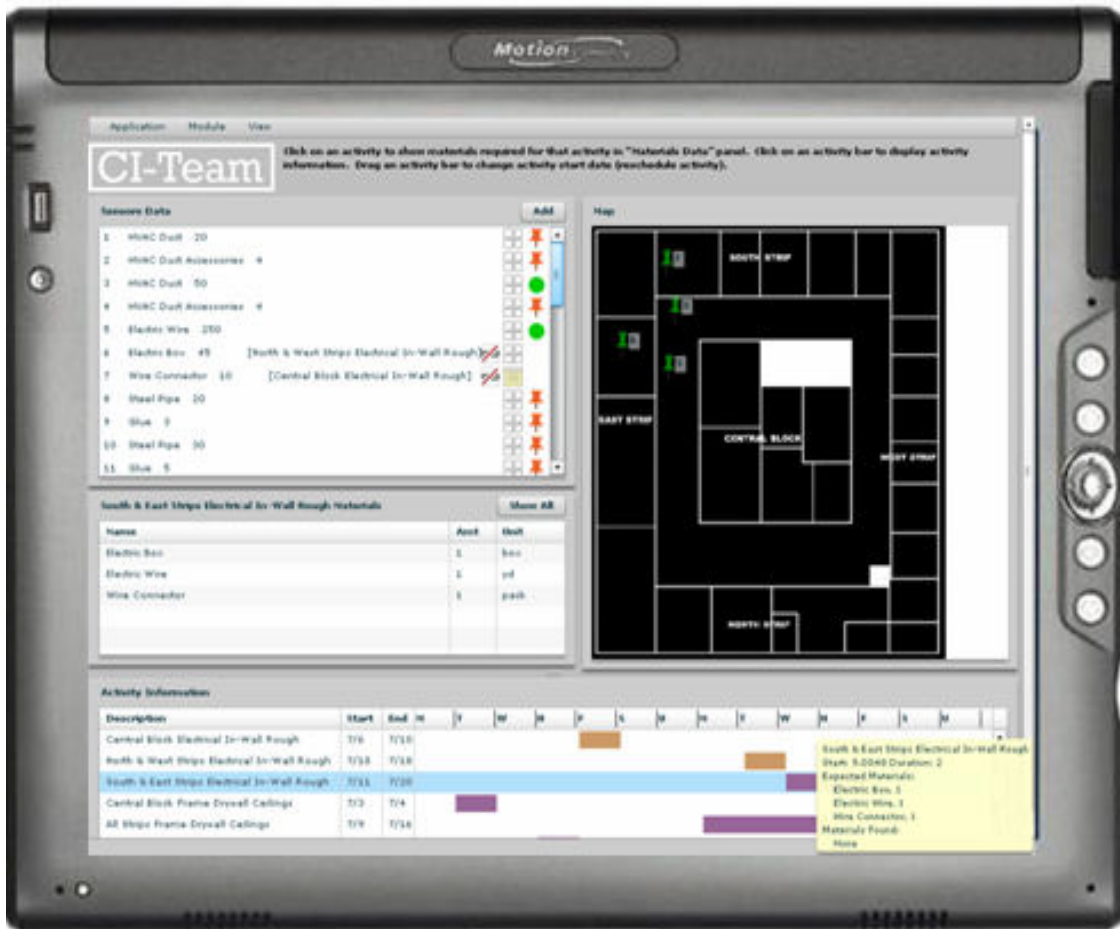 Motion
Application Module View
CI-Team
Click on an activity to show materials required for that activity in "Materials Data" panel. Click on an activity bar to display activity
information. Drag an activity bar to change activity start date (reschedule activity).
Sensors Data Add
1 HVAC Duct 20
2 HVAC Duct Accessories 4
3 HVAC Duct 50
4 HVAC Duct Accessories 4
5 Electric Wire 250
6 Electric Box 45 [North & West Strips Electrical In-Wall Rough]
7 Wire Connector 10 [Central Block Electrical In-Wall Rough]
8 Steel Pipe 20
9 Glue 3
10 Steel Pipe 30
11 Glue 5
Map
SOUTH STRIP
EAST STRIP
CENTRAL BLOCK
WEST STRIP
NORTH STRIP
South & East Strips Electrical In-Wall Rough Materials Show All
Name Amt Unit
Electric Box 1 box
Electric Wire 1 yd
Wire Connector 1 pack
Activity Information
Description Start End M T W H F S U M T W H F S U
Central Block Electrical In-Wall Rough 7/6
North & West Strips Electrical In-Wall Rough
South & East Strips Electrical In-Wall Rough 7/11 7/20
Central Block Frame Drywall Ceilings 7/3 7/4
All Strips Frame Drywall Ceilings 7/9 7/16
South & East Strips Electrical In-Wall Rough
Duration: 2
Expected Materials:
Electric Box, 1
Electric Wire, 1
Wire Connector, 1
Materials Found:
None